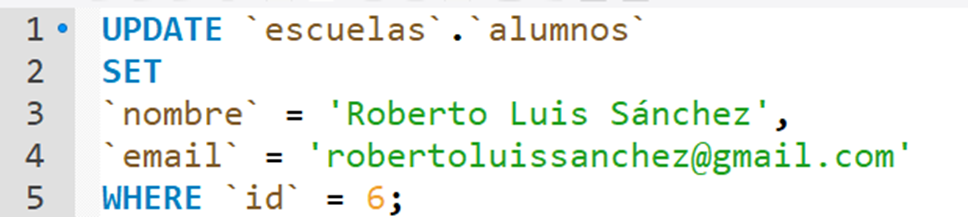 1 UPDATE `escuelas`.`alumnos`
2 SET
3 `nombre` = 'Roberto Luis Sánchez',
4 `email` = 'robertoluissanchez@gmail.com'
5 WHERE `id` = 6;